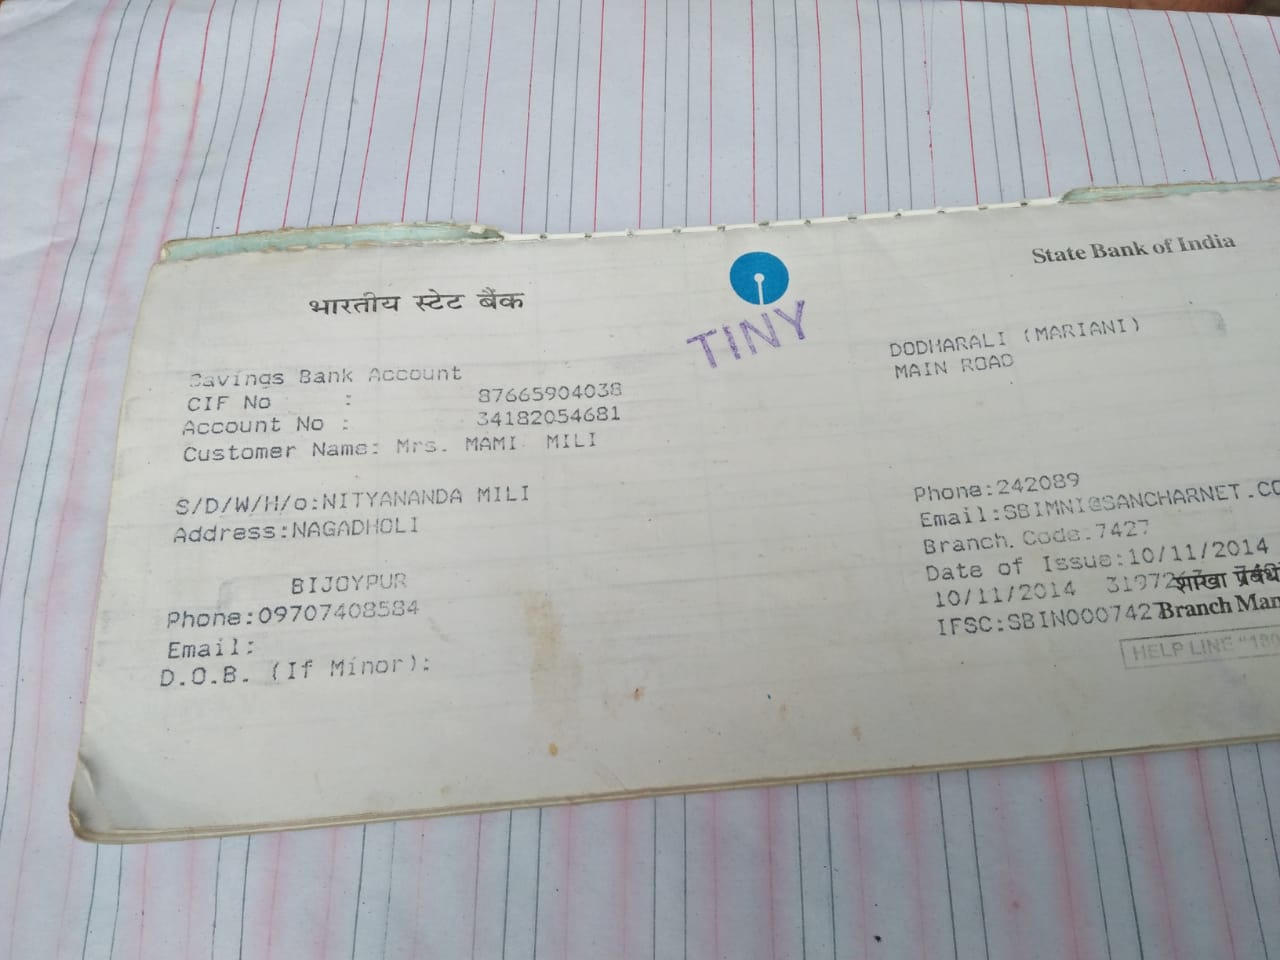 भारतीय स्टेट बैंक
State Bank of India
TINY
Savings Bank Account
CIF No : 87665904038
Account No : 34182054681
Customer Name: Mrs. MAMI MILI
S/D/W/H/o:NITYANANDA MILI
Address:NAGADHOLI
BIJOYPUR
Phone:09707408584
Email:
D.O.B. (If Minor):
DODHARALI (MARIANI)
MAIN ROAD
Phone:242089
Email:SBIMNI@SANCHARNET.CO
Branch. Code:7427
Date of Issue:10/11/2014
10/11/2014
शाखा प्रबंध
IFSC:SBIN0007427
Branch Man
HELP LINE "180